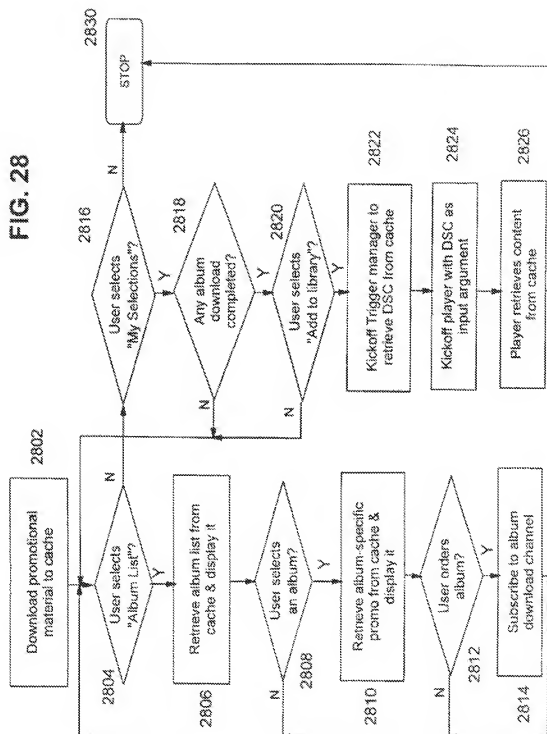 FIG. 28
Download promotional
material to cache
2802
User selects
"Album List"?
2804
Y
N
Retrieve album list from
cache & display it
2806
User selects
an album?
2808
Y
N
Retrieve album-specific
promo from cache &
display it
2810
User orders
album?
2812
Y
N
Subscribe to album
download channel
2814
User selects
"My Selections"?
2816
N
Y
Any album
download
completed?
2818
N
Y
User selects
"Add to library"?
2820
N
Y
Kickoff Trigger manager to
retrieve DSC from cache
2822
Kickoff player with DSC as
input argument
2824
Player retrieves content
from cache
2826
STOP
2830